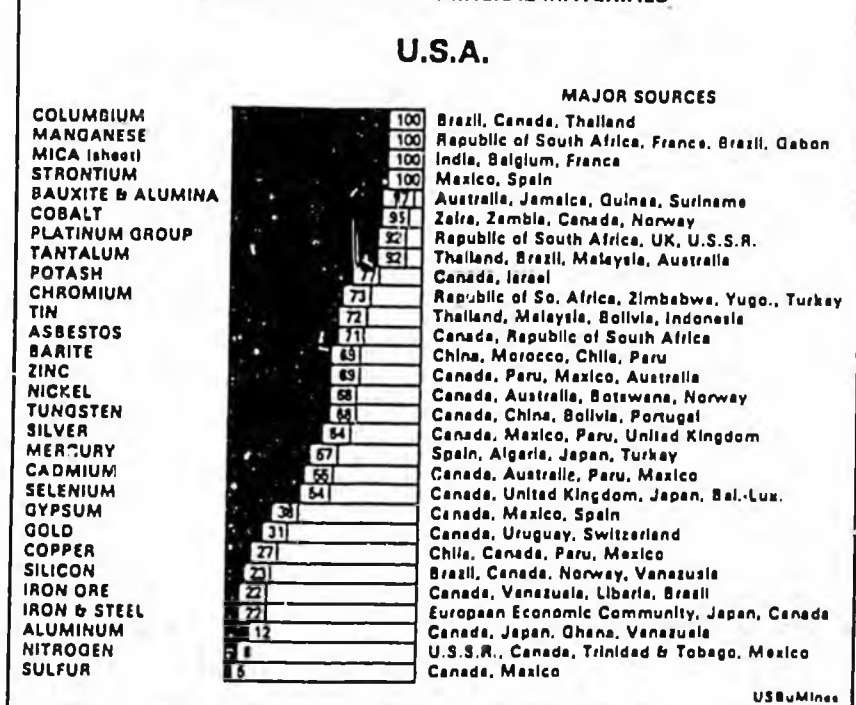 U.S.A.
MAJOR SOURCES
COLUMBIUM 100 Brazil, Canada, Thailand
MANGANESE 100 Republic of South Africa, France, Brazil, Gabon
MICA (sheet) 100 India, Belgium, France
STRONTIUM 100 Mexico, Spain
BAUXITE & ALUMINA 97 Australia, Jamaica, Guinea, Suriname
COBALT 95 Zaire, Zambia, Canada, Norway
PLATINUM GROUP 92 Republic of South Africa, UK, U.S.S.R.
TANTALUM 92 Thailand, Brazil, Malaysia, Australia
POTASH 77 Canada, Israel
CHROMIUM 73 Republic of So. Africa, Zimbabwe, Yugo., Turkey
TIN 72 Thailand, Malaysia, Bolivia, Indonesia
ASBESTOS 71 Canada, Republic of South Africa
BARITE 69 China, Morocco, Chile, Peru
ZINC 69 Canada, Peru, Mexico, Australia
NICKEL 68 Canada, Australia, Botswana, Norway
TUNGSTEN 68 Canada, China, Bolivia, Portugal
SILVER 64 Canada, Mexico, Peru, United Kingdom
MERCURY 57 Spain, Algeria, Japan, Turkey
CADMIUM Canada, Australia, Peru, Mexico
SELENIUM 54 Canada, United Kingdom, Japan, Bel.-Lux.
GYPSUM 38 Canada, Mexico, Spain
GOLD 31 Canada, Uruguay, Switzerland
COPPER 27 Chile, Canada, Peru, Mexico
SILICON 23 Brazil, Canada, Norway, Venezuela
IRON ORE 22 Canada, Venezuela, Liberia, Brazil
IRON & STEEL 22 European Economic Community, Japan, Canada
ALUMINUM 12 Canada, Japan, Ghana, Venezuela
NITROGEN U.S.S.R., Canada, Trinidad & Tobago, Mexico
SULFUR Canada, Mexico
USBuMines